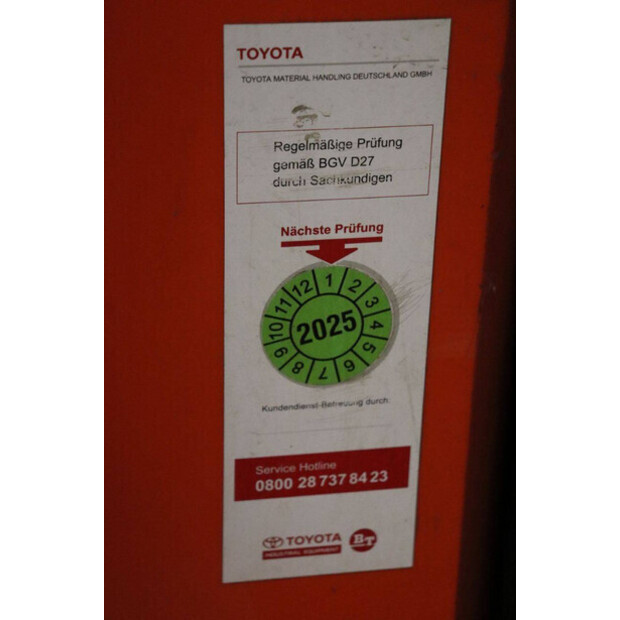 TOYOTA
TOYOTA MATERIAL HANDLING DEUTSCHLAND GMBH
Regelmäßige Prüfung
gemäß BGV D27
durch Sachkundigen
Nächste Prüfung
1 2 3 4 5 6 7 8 9 10 11 12
2025
Kundendienst-Betreuung durch:
Service Hotline
0800 28 737 84 23
TOYOTA BT
INDUSTRIAL EQUIPMENT